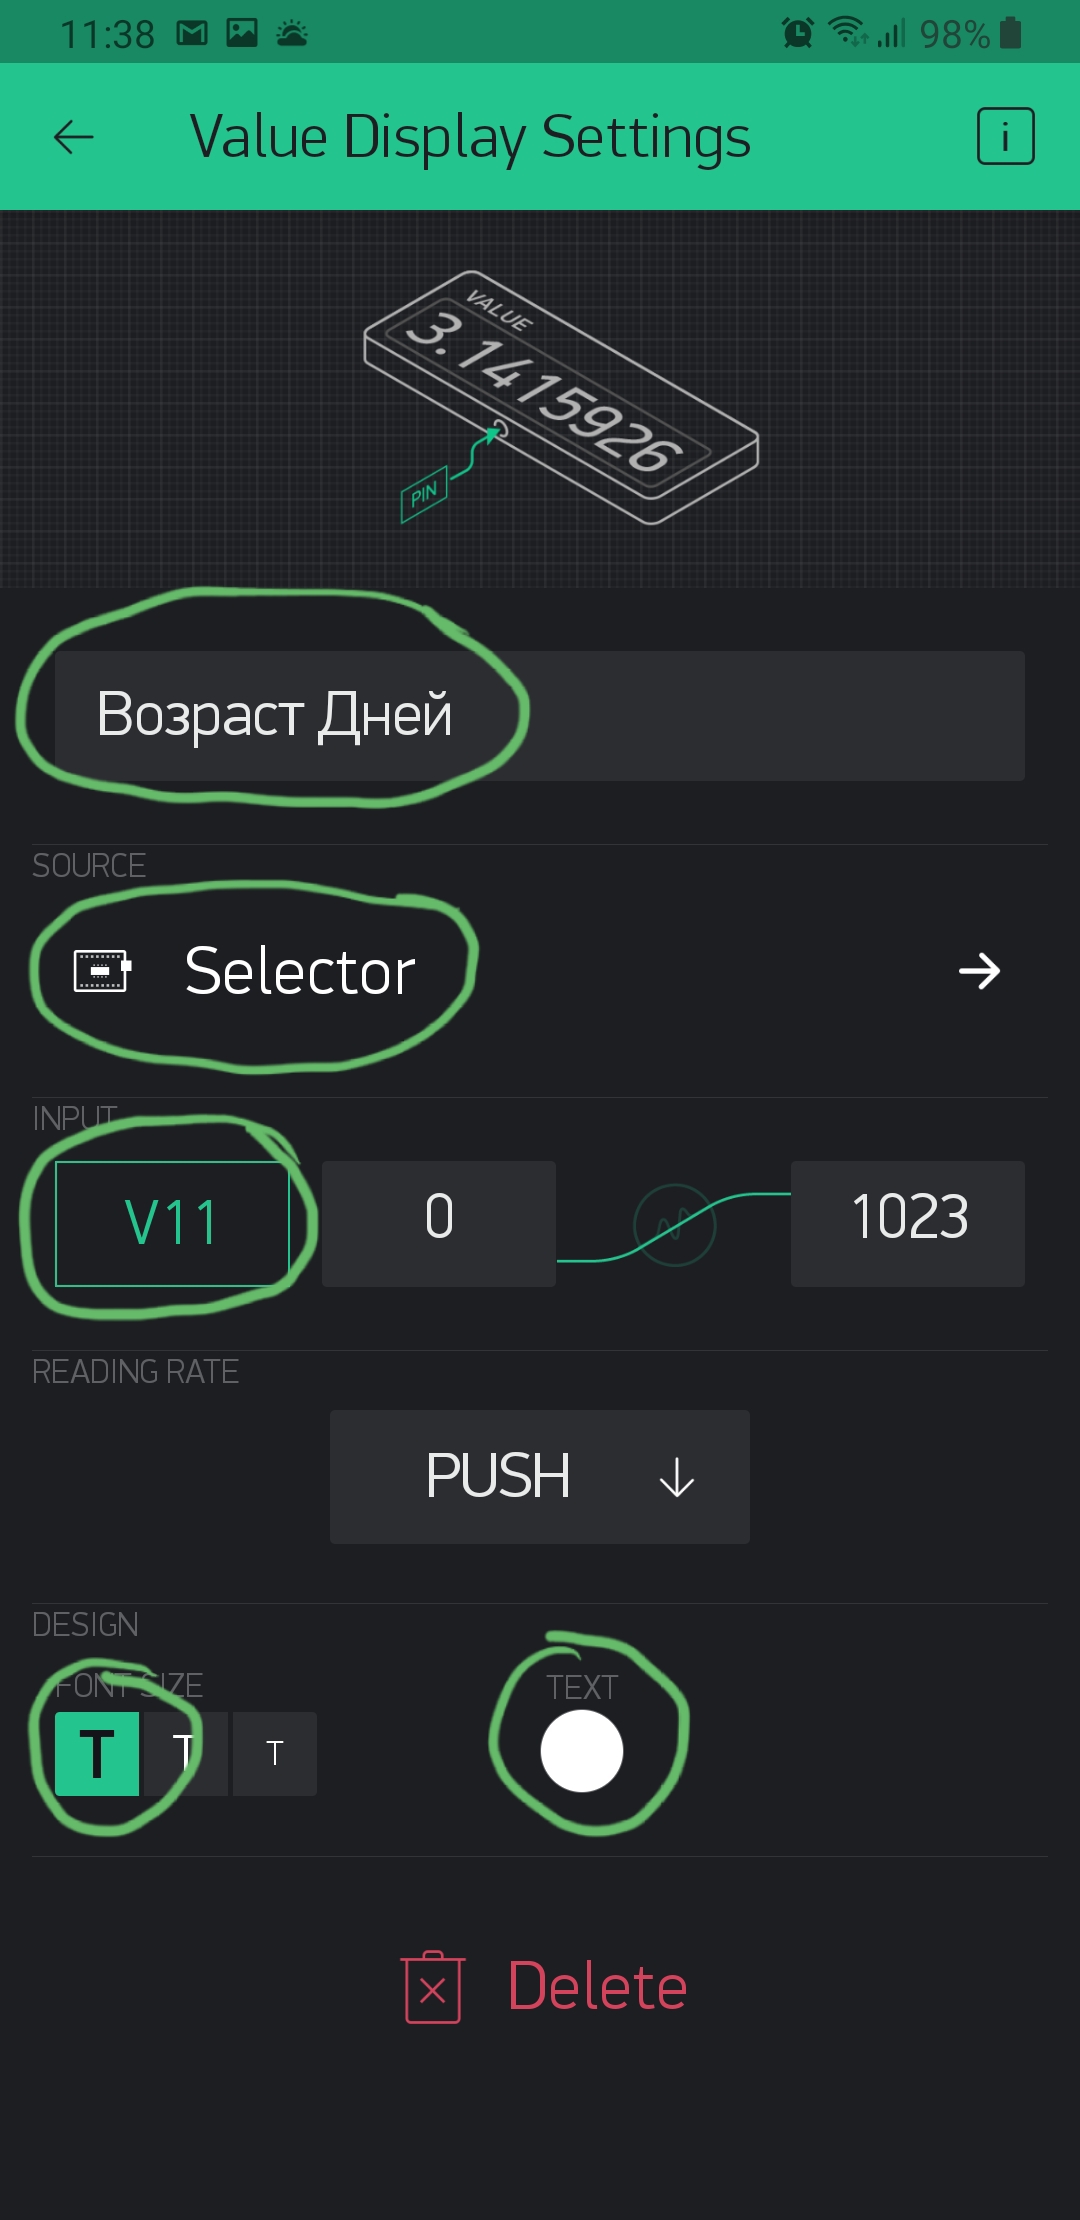 11:38 98%
Value Display Settings i
VALUE
3.1415926
PIN
Возраст Дней
SOURCE
Selector
INPUT
V11 0 1023
READING RATE
PUSH
DESIGN
FONT SIZE TEXT
T T T
Delete